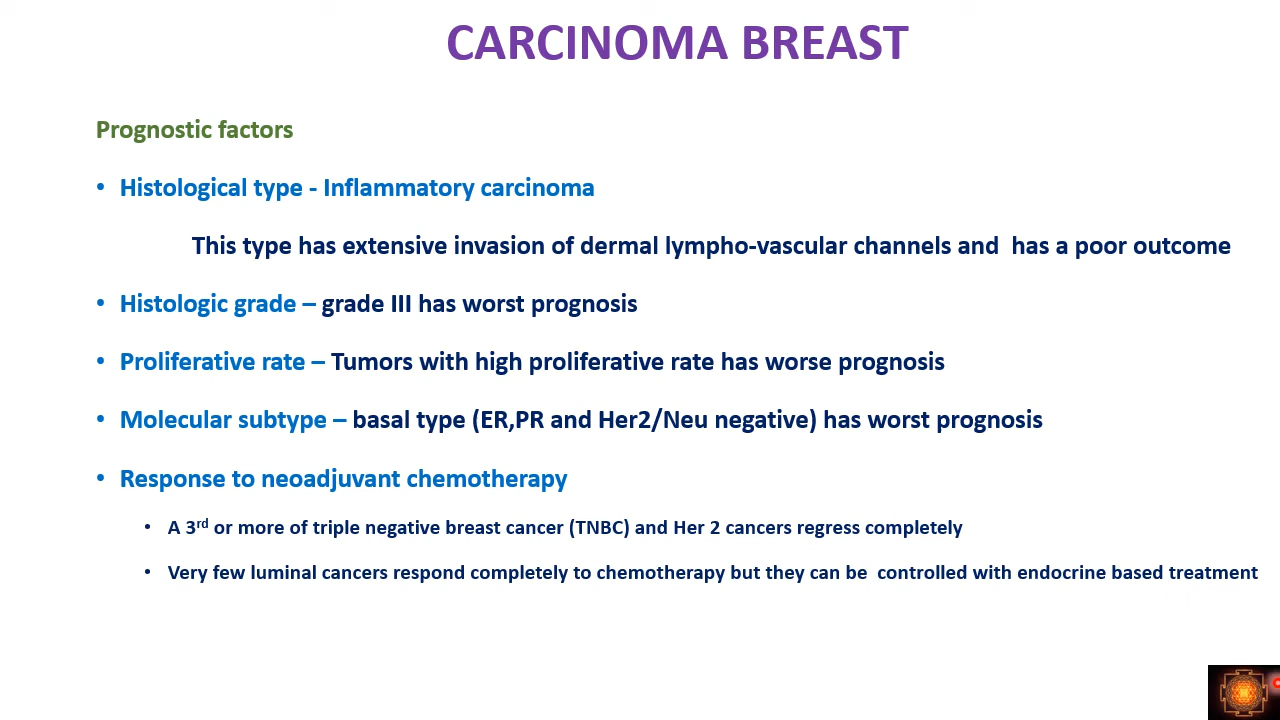 CARCINOMA BREAST
Prognostic factors
• Histological type - Inflammatory carcinoma
This type has extensive invasion of dermal lympho-vascular channels and  has a poor outcome
• Histologic grade – grade III has worst prognosis
• Proliferative rate – Tumors with high proliferative rate has worse prognosis
• Molecular subtype – basal type (ER,PR and Her2/Neu negative) has worst prognosis
• Response to neoadjuvant chemotherapy
• A 3rd or more of triple negative breast cancer (TNBC) and Her 2 cancers regress completely
• Very few luminal cancers respond completely to chemotherapy but they can be  controlled with endocrine based treatment